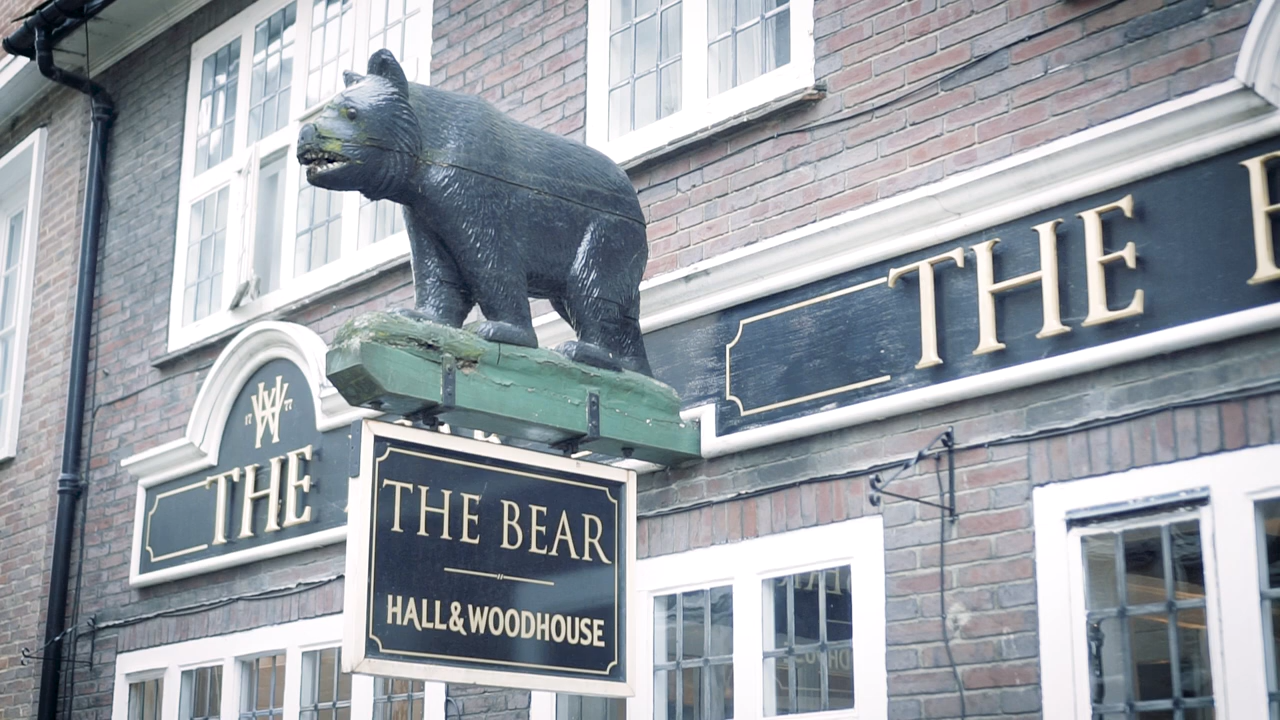 17 HW 77
THE
THE BEAR
HALL & WOODHOUSE
THE